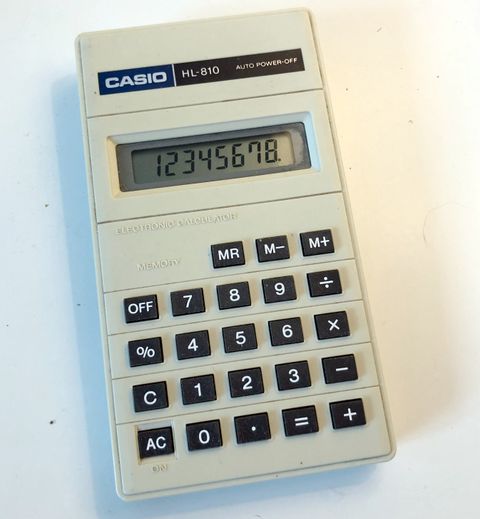 CASIO HL-810 AUTO POWER-OFF
12345678.
ELECTRONIC CALCULATOR
MEMORY MR M− M+
OFF 7 8 9 ÷
% 4 5 6 ×
C 1 2 3 −
AC 0 · = +
ON